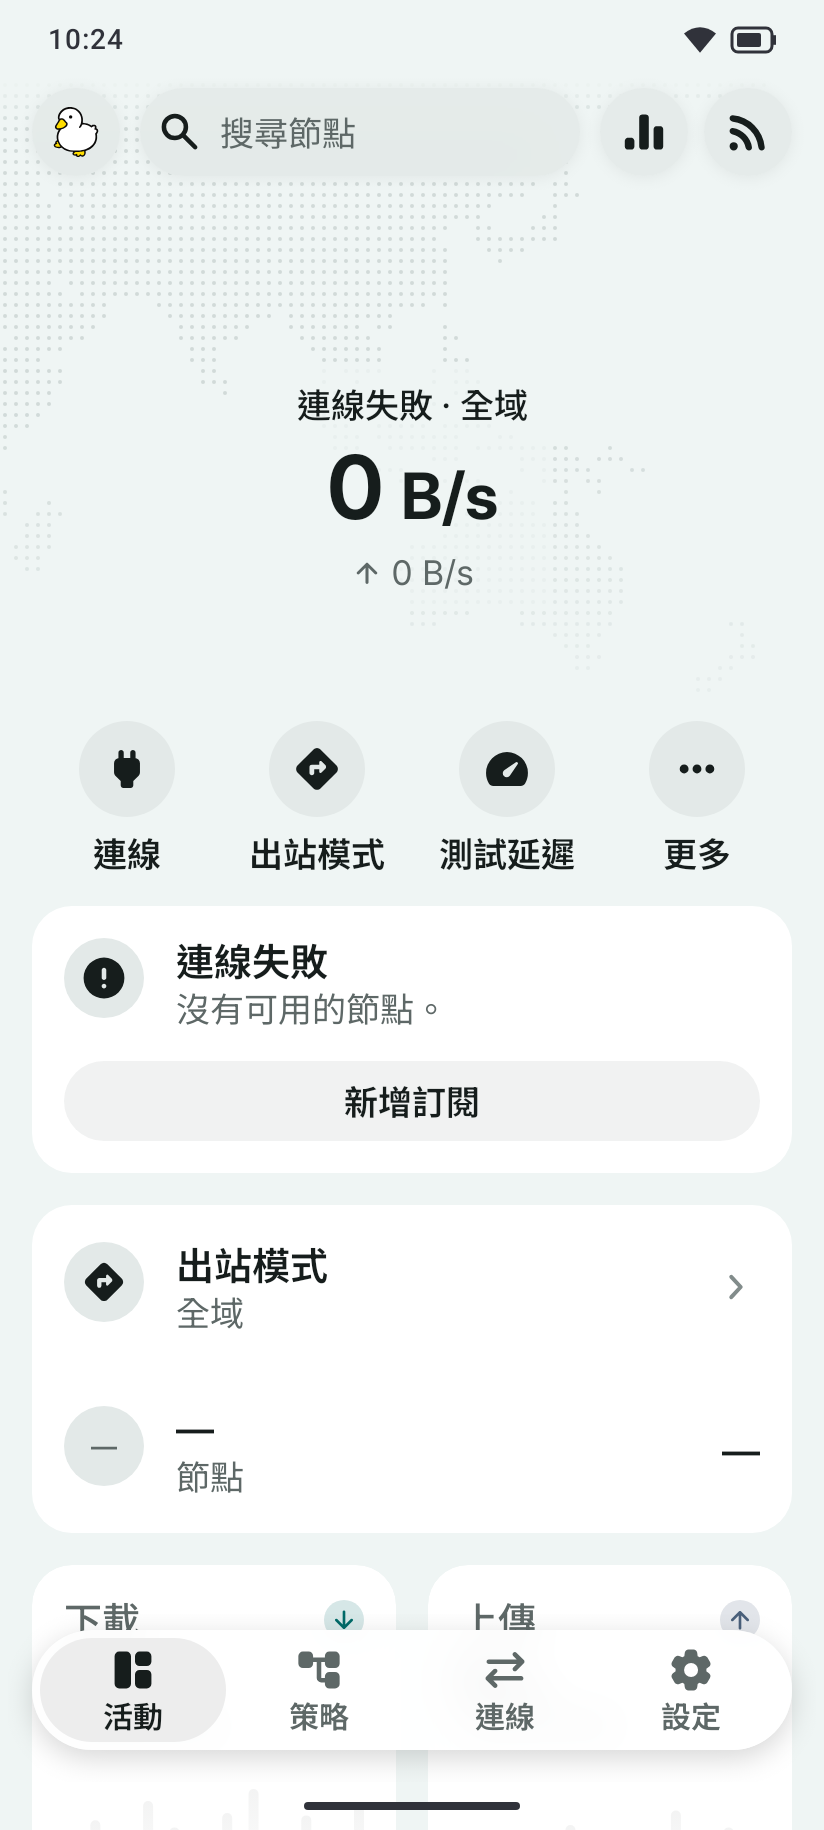 10:24
搜尋節點
連線失敗 · 全域
0 B/s
↑ 0 B/s
連線
出站模式
測試延遲
更多
連線失敗
沒有可用的節點。
新增訂閱
出站模式
全域
—
—
—
節點
下載
上傳
活動
策略
連線
設定